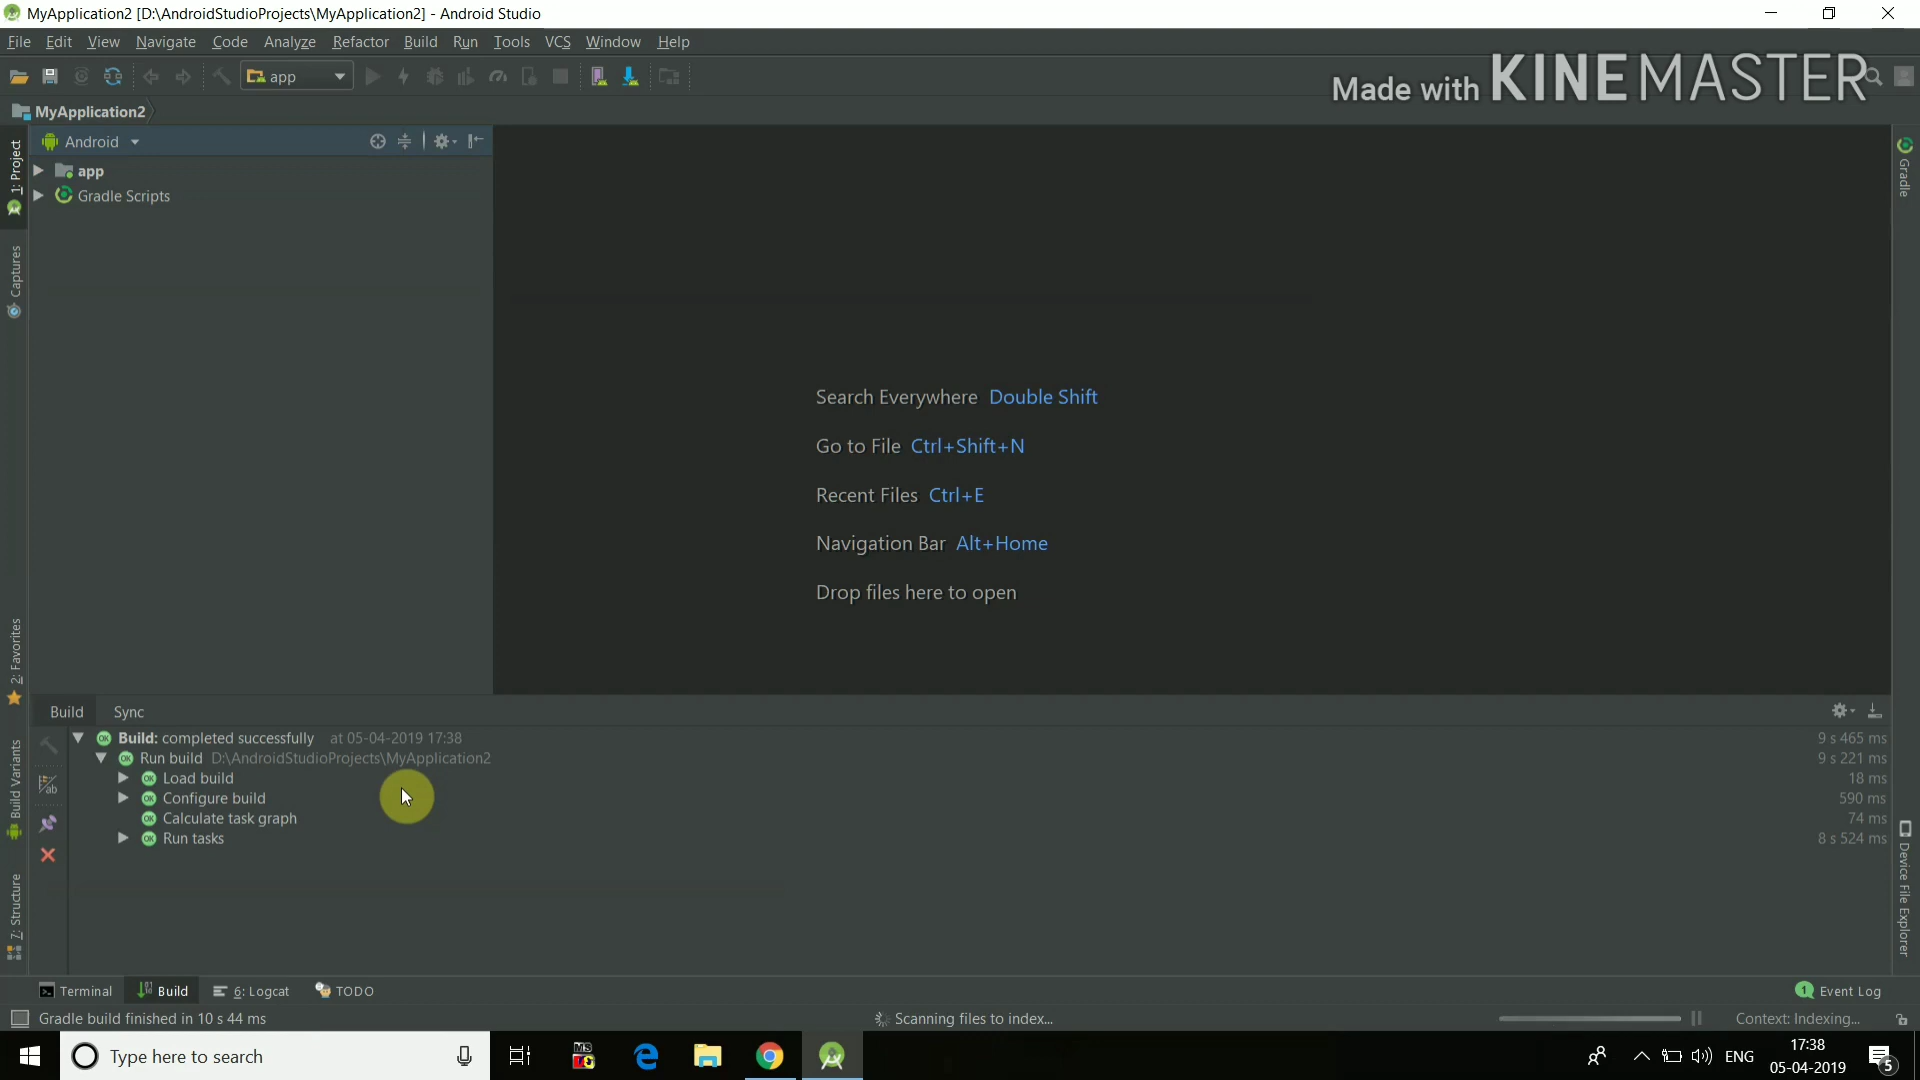 MyApplication2 [D:\AndroidStudioProjects\MyApplication2] - Android Studio
File Edit View Navigate Code Analyze Refactor Build Run Tools VCS Window Help
app
Made with KINEMASTER
MyApplication2
1: Project
Android
Gradle
app
Gradle Scripts
Captures
Search Everywhere Double Shift
Go to File Ctrl+Shift+N
Recent Files Ctrl+E
Navigation Bar Alt+Home
Drop files here to open
2: Favorites
Build Sync
Build: completed successfully at 05-04-2019 17:38 9 s 465 ms
Run build D:\AndroidStudioProjects\MyApplication2 9 s 221 ms
Load build 18 ms
Configure build 590 ms
Calculate task graph 74 ms
Run tasks 8 s 524 ms
Build Variants
Device File Explorer
7: Structure
Terminal Build 6: Logcat TODO 1 Event Log
Gradle build finished in 10 s 44 ms Scanning files to index... Context: Indexing...
Type here to search
ENG
17:38
05-04-2019
5